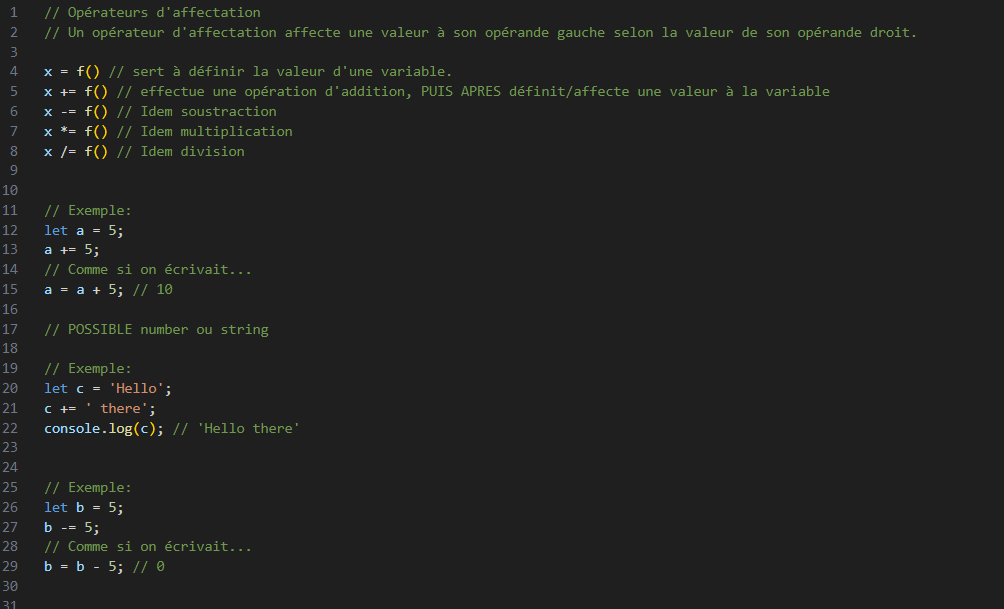 1 // Opérateurs d'affectation
2 // Un opérateur d'affectation affecte une valeur à son opérande gauche selon la valeur de son opérande droit.
3
4 x = f() // sert à définir la valeur d'une variable.
5 x += f() // effectue une opération d'addition, PUIS APRES définit/affecte une valeur à la variable
6 x -= f() // Idem soustraction
7 x *= f() // Idem multiplication
8 x /= f() // Idem division
9
10
11 // Exemple:
12 let a = 5;
13 a += 5;
14 // Comme si on écrivait...
15 a = a + 5; // 10
16
17 // POSSIBLE number ou string
18
19 // Exemple:
20 let c = 'Hello';
21 c += ' there';
22 console.log(c); // 'Hello there'
23
24
25 // Exemple:
26 let b = 5;
27 b -= 5;
28 // Comme si on écrivait...
29 b = b - 5; // 0
30
31